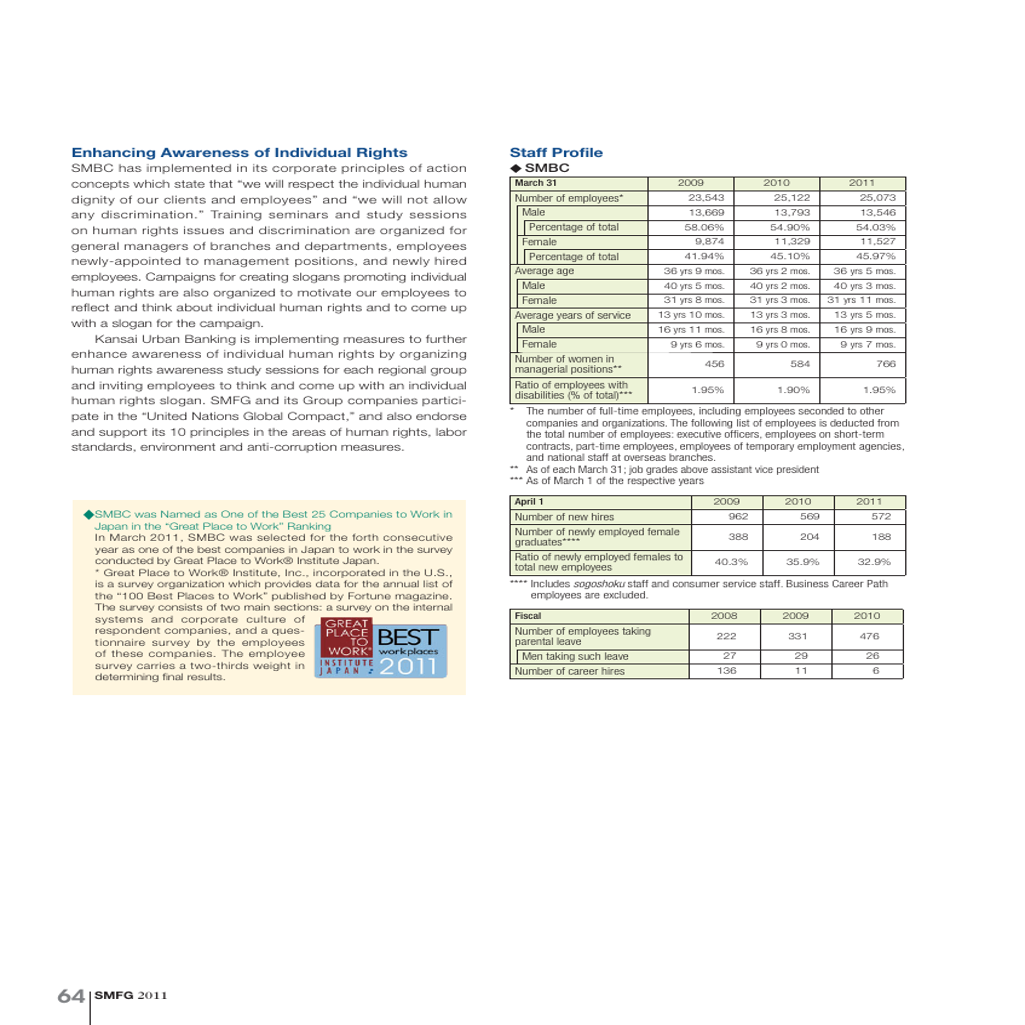 Enhancing Awareness of Individual Rights
SMBC has implemented in its corporate principles of action
concepts which state that “we will respect the individual human
dignity of our clients and employees” and “we will not allow
any discrimination.” Training seminars and study sessions
on human rights issues and discrimination are organized for
general managers of branches and departments, employees
newly-appointed to management positions, and newly hired
employees. Campaigns for creating slogans promoting individual
human rights are also organized to motivate our employees to
reflect and think about individual human rights and to come up
with a slogan for the campaign.
Kansai Urban Banking is implementing measures to further
enhance awareness of individual human rights by organizing
human rights awareness study sessions for each regional group
and inviting employees to think and come up with an individual
human rights slogan. SMFG and its Group companies partici-
pate in the “United Nations Global Compact,” and also endorse
and support its 10 principles in the areas of human rights, labor
standards, environment and anti-corruption measures.
◆SMBC was Named as One of the Best 25 Companies to Work in
Japan in the “Great Place to Work” Ranking
In March 2011, SMBC was selected for the forth consecutive
year as one of the best companies in Japan to work in the survey
conducted by Great Place to Work® Institute Japan.
* Great Place to Work® Institute, Inc., incorporated in the U.S.,
is a survey organization which provides data for the annual list of
the “100 Best Places to Work” published by Fortune magazine.
The survey consists of two main sections: a survey on the internal
systems and corporate culture of
respondent companies, and a ques-
tionnaire survey by the employees
of these companies. The employee
survey carries a two-thirds weight in
determining final results.
GREAT
PLACE
TO
WORK®
INSTITUTE
JAPAN
BEST
workplaces
2011
Staff Profile
◆ SMBC
March 31 2009 2010 2011
Number of employees* 23,543 25,122 25,073
Male 13,669 13,793 13,546
Percentage of total 58.06% 54.90% 54.03%
Female 9,874 11,329 11,527
Percentage of total 41.94% 45.10% 45.97%
Average age 36 yrs 9 mos. 36 yrs 2 mos. 36 yrs 5 mos.
Male 40 yrs 5 mos. 40 yrs 2 mos. 40 yrs 3 mos.
Female 31 yrs 8 mos. 31 yrs 3 mos. 31 yrs 11 mos.
Average years of service 13 yrs 10 mos. 13 yrs 3 mos. 13 yrs 5 mos.
Male 16 yrs 11 mos. 16 yrs 8 mos. 16 yrs 9 mos.
Female 9 yrs 6 mos. 9 yrs 0 mos. 9 yrs 7 mos.
Number of women in
managerial positions** 456 584 766
Ratio of employees with
disabilities (% of total)*** 1.95% 1.90% 1.95%
* The number of full-time employees, including employees seconded to other
companies and organizations. The following list of employees is deducted from
the total number of employees: executive officers, employees on short-term
contracts, part-time employees, employees of temporary employment agencies,
and national staff at overseas branches.
** As of each March 31; job grades above assistant vice president
*** As of March 1 of the respective years
April 1 2009 2010 2011
Number of new hires 962 569 572
Number of newly employed female
graduates**** 388 204 188
Ratio of newly employed females to
total new employees 40.3% 35.9% 32.9%
**** Includes sogoshoku staff and consumer service staff. Business Career Path
employees are excluded.
Fiscal 2008 2009 2010
Number of employees taking
parental leave 222 331 476
Men taking such leave 27 29 26
Number of career hires 136 11 6
64 SMFG 2011